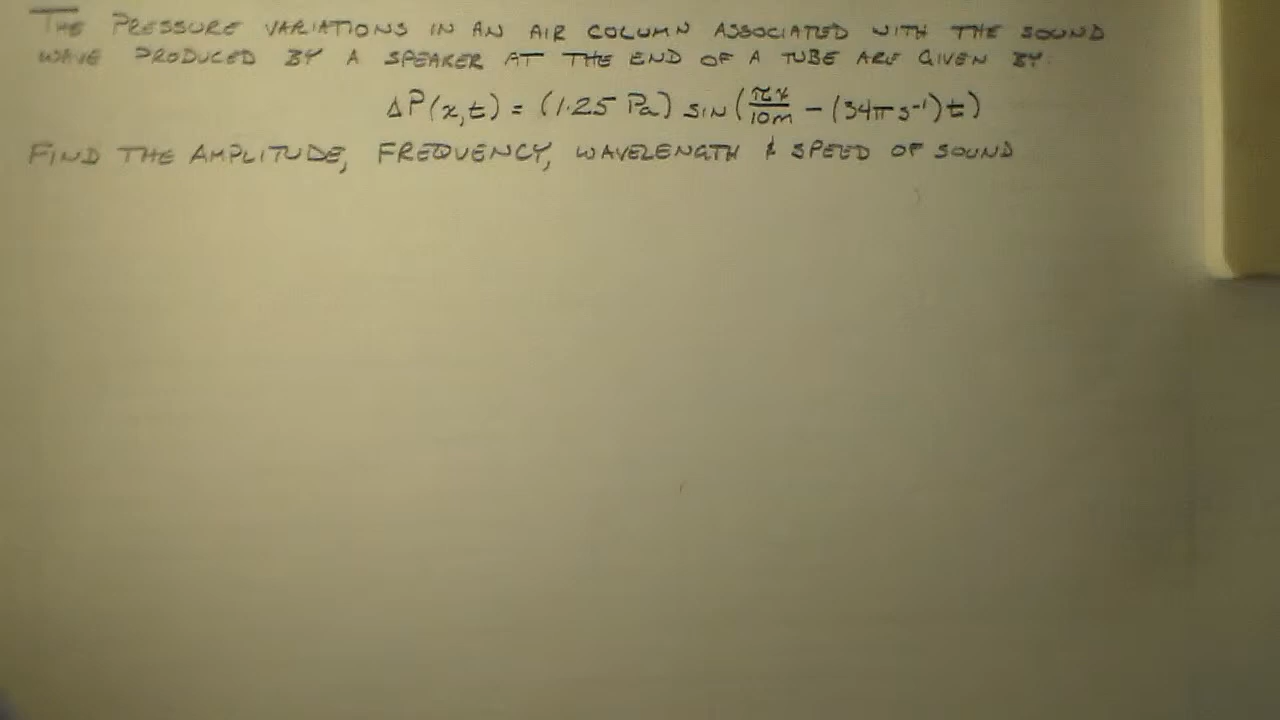 THE PRESSURE VARIATIONS IN AN AIR COLUMN ASSOCIATED WITH THE SOUND
WAVE PRODUCED BY A SPEAKER AT THE END OF A TUBE ARE GIVEN BY:
ΔP(x,t) = (1.25 Pa) SIN(πx/10m - (34π s⁻¹)t)
FIND THE AMPLITUDE, FREQUENCY, WAVELENGTH & SPEED OF SOUND